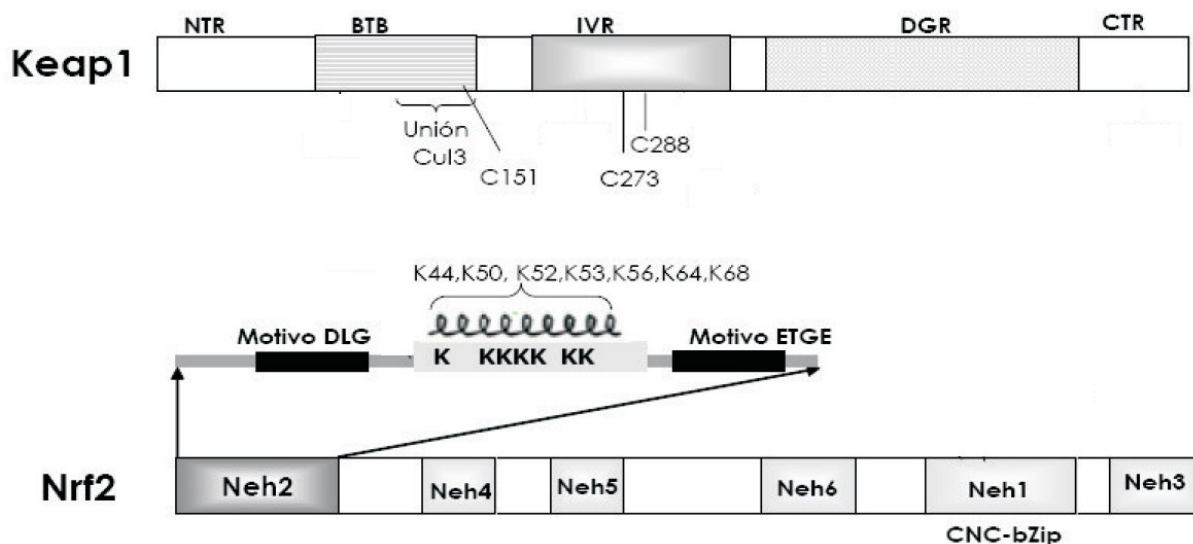 NTR BTB IVR DGR CTR
Keap1
Unión
Cul3
C151
C273
C288
K44,K50, K52,K53,K56,K64,K68
Motivo DLG
Motivo ETGE
K KKKK KK
Nrf2
Neh2 Neh4 Neh5 Neh6 Neh1 Neh3
CNC-bZip